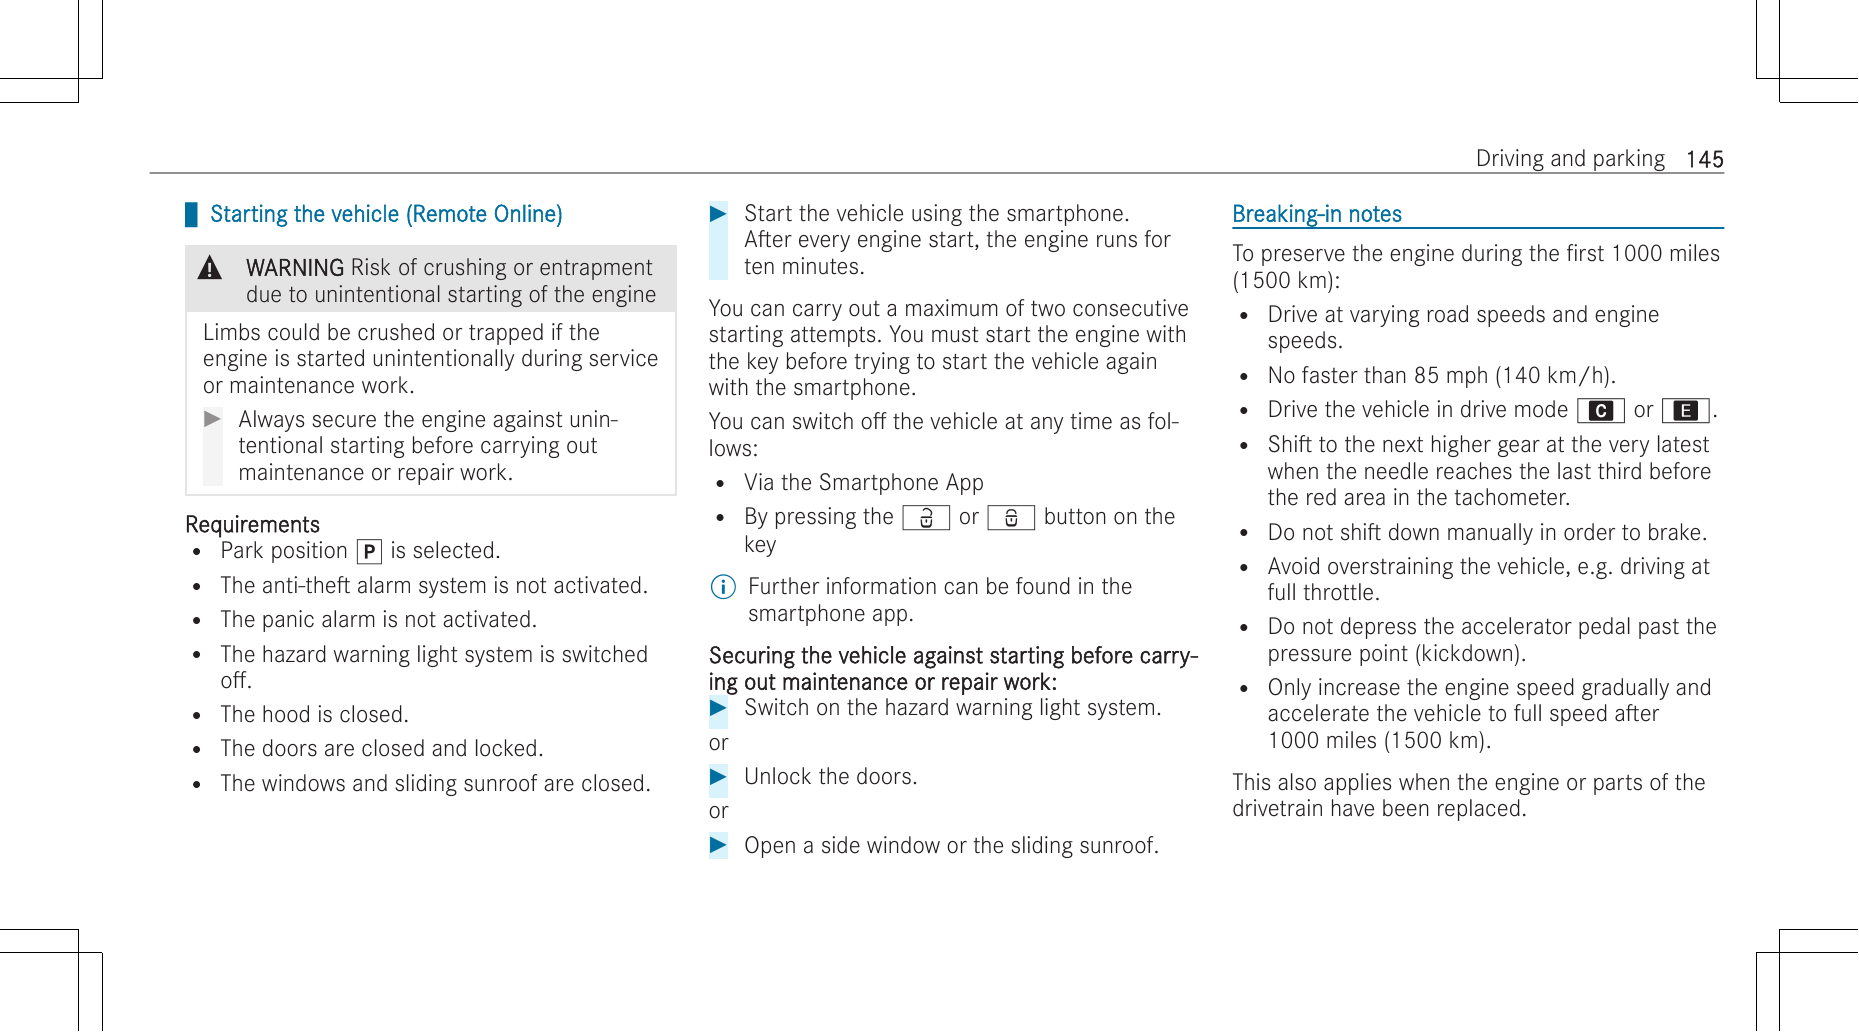 Driving and parking 145
Starting the vehicle (Remote Online)
WARNING Risk of crushing or entrapment
due to unintentional starting of the engine
Limbs could be crushed or trapped if the
engine is started unintentionally during service
or maintenance work.
▶ Always secure the engine against unin-
tentional starting before carrying out
maintenance or repair work.
Requirements
• Park position P is selected.
• The anti-theft alarm system is not activated.
• The panic alarm is not activated.
• The hazard warning light system is switched
off.
• The hood is closed.
• The doors are closed and locked.
• The windows and sliding sunroof are closed.
▶ Start the vehicle using the smartphone.
After every engine start, the engine runs for
ten minutes.
You can carry out a maximum of two consecutive
starting attempts. You must start the engine with
the key before trying to start the vehicle again
with the smartphone.
You can switch off the vehicle at any time as fol-
lows:
• Via the Smartphone App
• By pressing the or button on the
key
i Further information can be found in the
smartphone app.
Securing the vehicle against starting before carry-
ing out maintenance or repair work:
▶ Switch on the hazard warning light system.
or
▶ Unlock the doors.
or
▶ Open a side window or the sliding sunroof.
Breaking-in notes
To preserve the engine during the first 1000 miles
(1500 km):
• Drive at varying road speeds and engine
speeds.
• No faster than 85 mph (140 km/h).
• Drive the vehicle in drive mode C or E.
• Shift to the next higher gear at the very latest
when the needle reaches the last third before
the red area in the tachometer.
• Do not shift down manually in order to brake.
• Avoid overstraining the vehicle, e.g. driving at
full throttle.
• Do not depress the accelerator pedal past the
pressure point (kickdown).
• Only increase the engine speed gradually and
accelerate the vehicle to full speed after
1000 miles (1500 km).
This also applies when the engine or parts of the
drivetrain have been replaced.